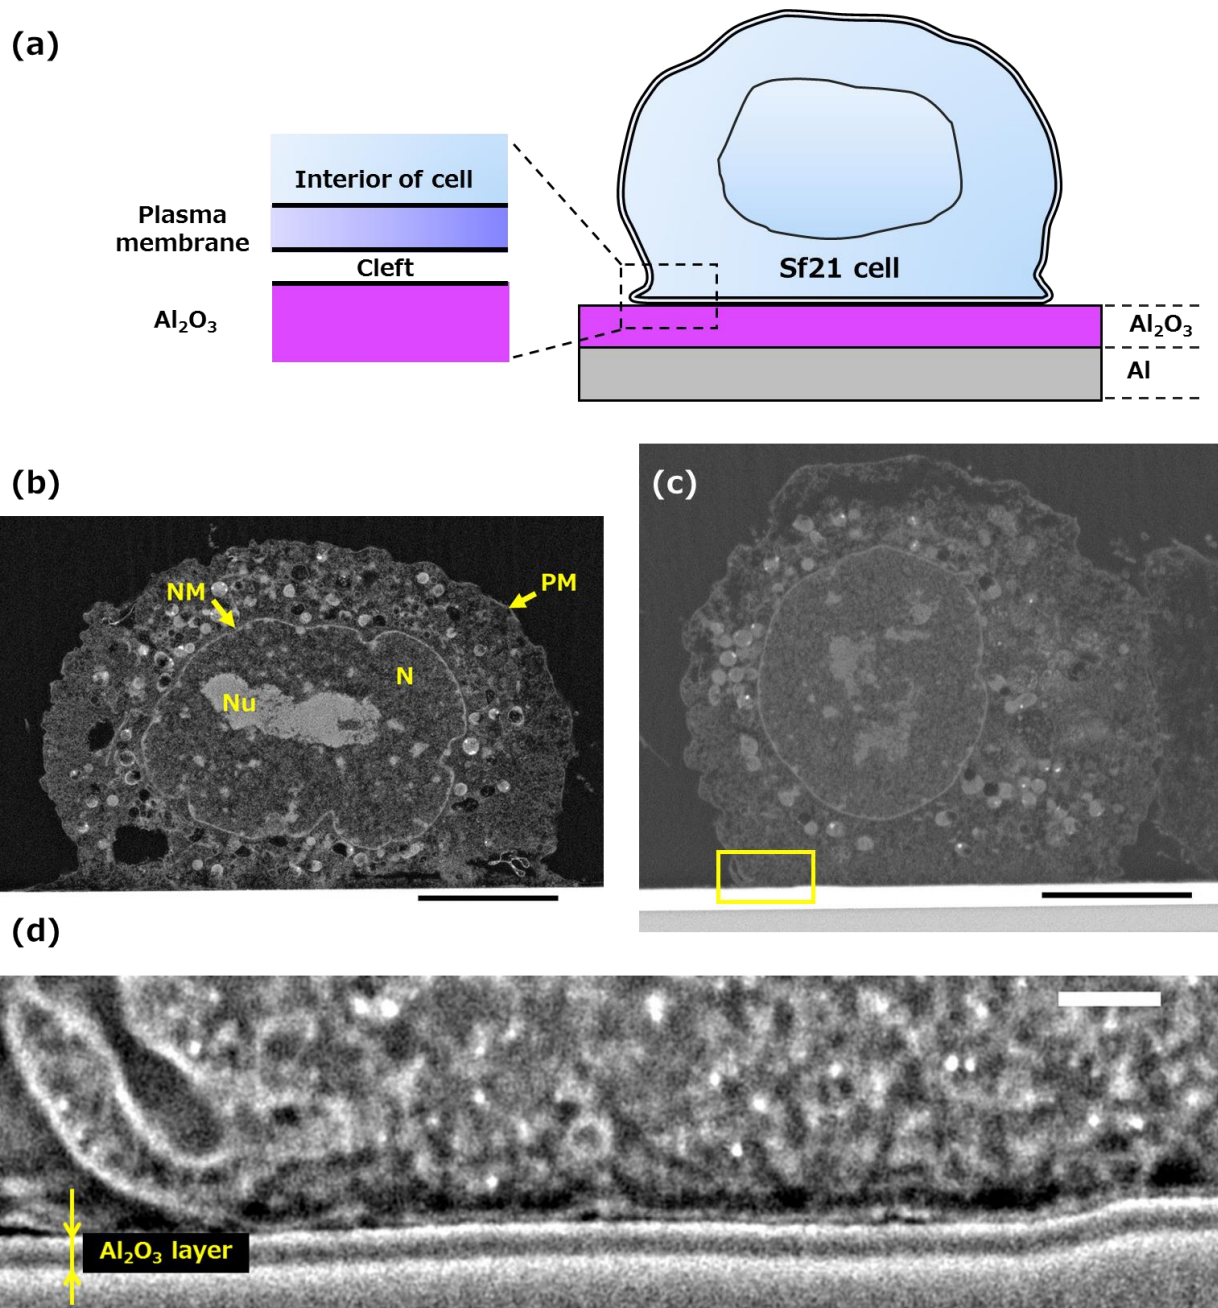 (a)
Interior of cell
Plasma
membrane
Cleft
Al₂O₃
Sf21 cell
Al₂O₃
Al
(b)
NM
PM
N
Nu
(c)
(d)
Al₂O₃ layer